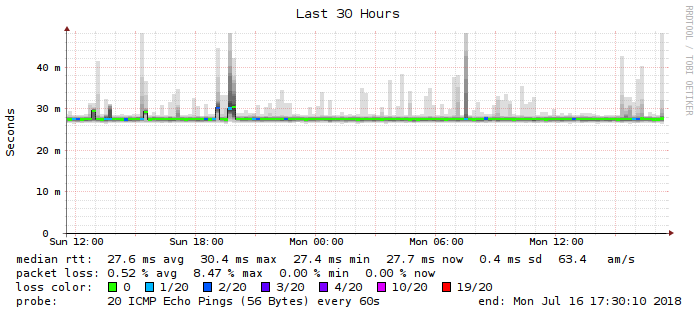 Last 30 Hours
RRDTOOL / TOBI OETIKER
Seconds
40 m
30 m
20 m
10 m
0
Sun 12:00 Sun 18:00 Mon 00:00 Mon 06:00 Mon 12:00
median rtt: 27.6 ms avg 30.4 ms max 27.4 ms min 27.7 ms now 0.4 ms sd 63.4 am/s
packet loss: 0.52 % avg 8.47 % max 0.00 % min 0.00 % now
loss color: 0 1/20 2/20 3/20 4/20 10/20 19/20
probe: 20 ICMP Echo Pings (56 Bytes) every 60s end: Mon Jul 16 17:30:10 2018